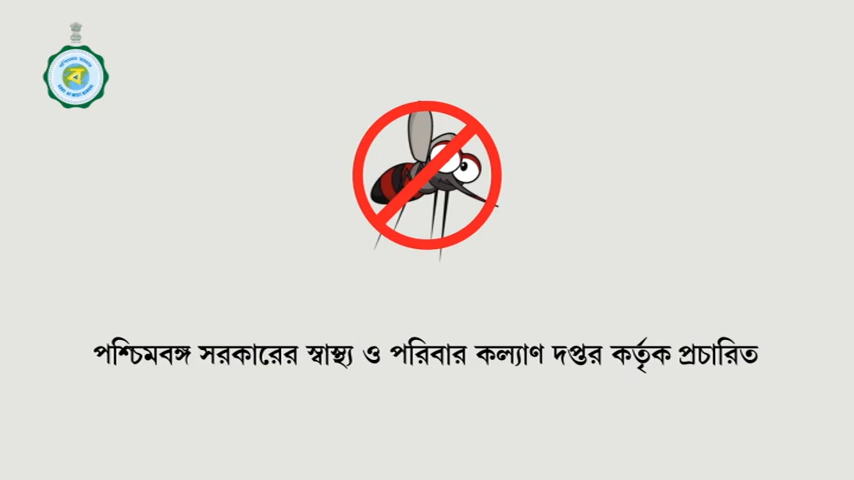 পশ্চিমবঙ্গ সরকারের স্বাস্থ্য ও পরিবার কল্যাণ দপ্তর কর্তৃক প্রচারিত